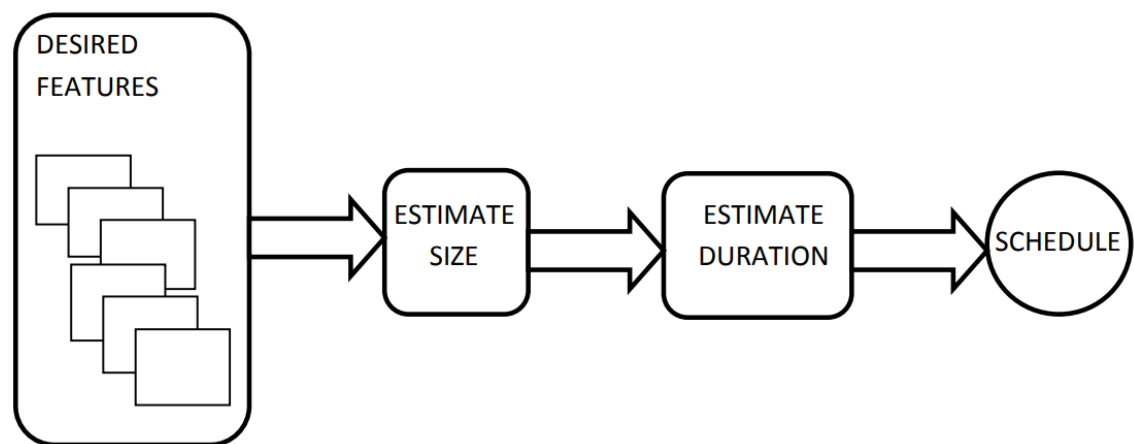 DESIRED
FEATURES
ESTIMATE
SIZE
ESTIMATE
DURATION
SCHEDULE